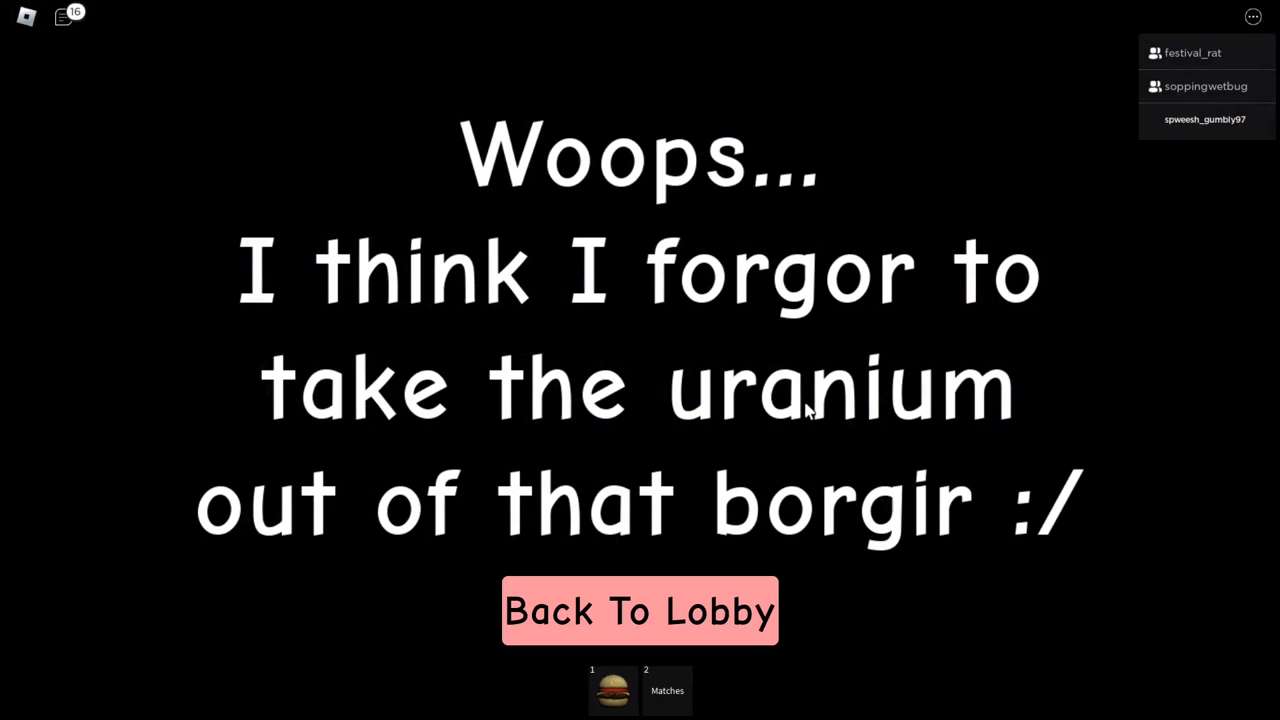 16
festival_rat
soppingwetbug
spweesh_gumbly97
Woops...
I think I forgor to
take the uranium
out of that borgir :/
Back To Lobby
1
2
Matches